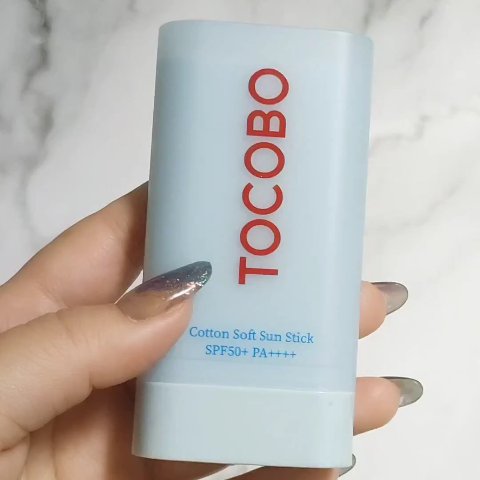 TOCOBO
Cotton Soft Sun Stick
SPF50+ PA++++